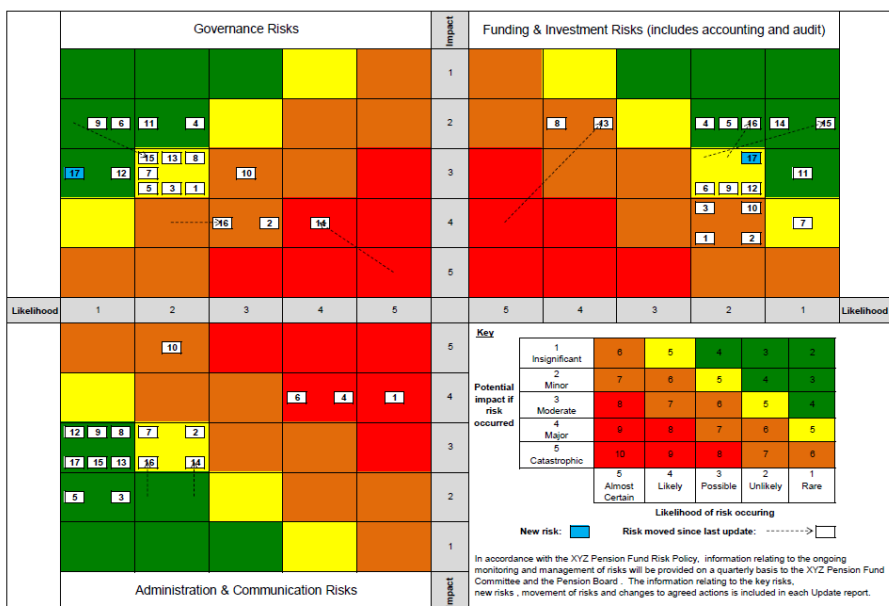 Governance Risks
Impact
Funding & Investment Risks (includes accounting and audit)
1
9 6 11 4
2
8 13
4 5 16 14 15
17 12
15 13 8
7
5 3 1
10
3
17
6 9 12
11
16 2 14
4
3 10
1 2
7
5
Likelihood
1 2 3 4 5
5 4 3 2 1
Likelihood
10
5
6 4 1
4
12 9 8
17 15 13
7 2
16 14
3
5 3
2
1
Administration & Communication Risks
Impact
Key
Potential
impact if
risk
occurred
1
Insignificant
6 5 4 3 2
2
Minor
7 6 5 4 3
3
Moderate
8 7 6 5 4
4
Major
9 8 7 6 5
5
Catastrophic
10 9 8 7 6
5 4 3 2 1
Almost Likely Possible Unlikely Rare
Certain
Likelihood of risk occuring
New risk:
Risk moved since last update:
In accordance with the XYZ Pension Fund Risk Policy, information relating to the ongoing
monitoring and management of risks will be provided on a quarterly basis to the XYZ Pension Fund
Committee and the Pension Board . The information relating to the key risks,
new risks , movement of risks and changes to agreed actions is included in each Update report.